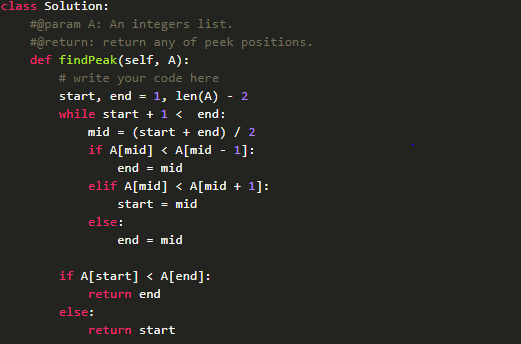 class Solution:
    #@param A: An integers list.
    #@return: return any of peek positions.
    def findPeak(self, A):
        # write your code here
        start, end = 1, len(A) - 2
        while start + 1 <  end:
            mid = (start + end) / 2
            if A[mid] < A[mid - 1]:
                end = mid
            elif A[mid] < A[mid + 1]:
                start = mid
            else:
                end = mid

        if A[start] < A[end]:
            return end
        else:
            return start